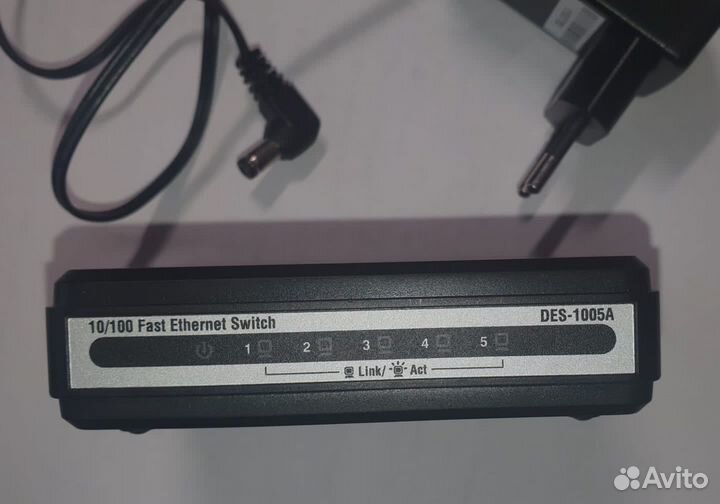 10/100 Fast Ethernet Switch
DES-1005A
1 2 3 4 5
Link/ Act
Avito